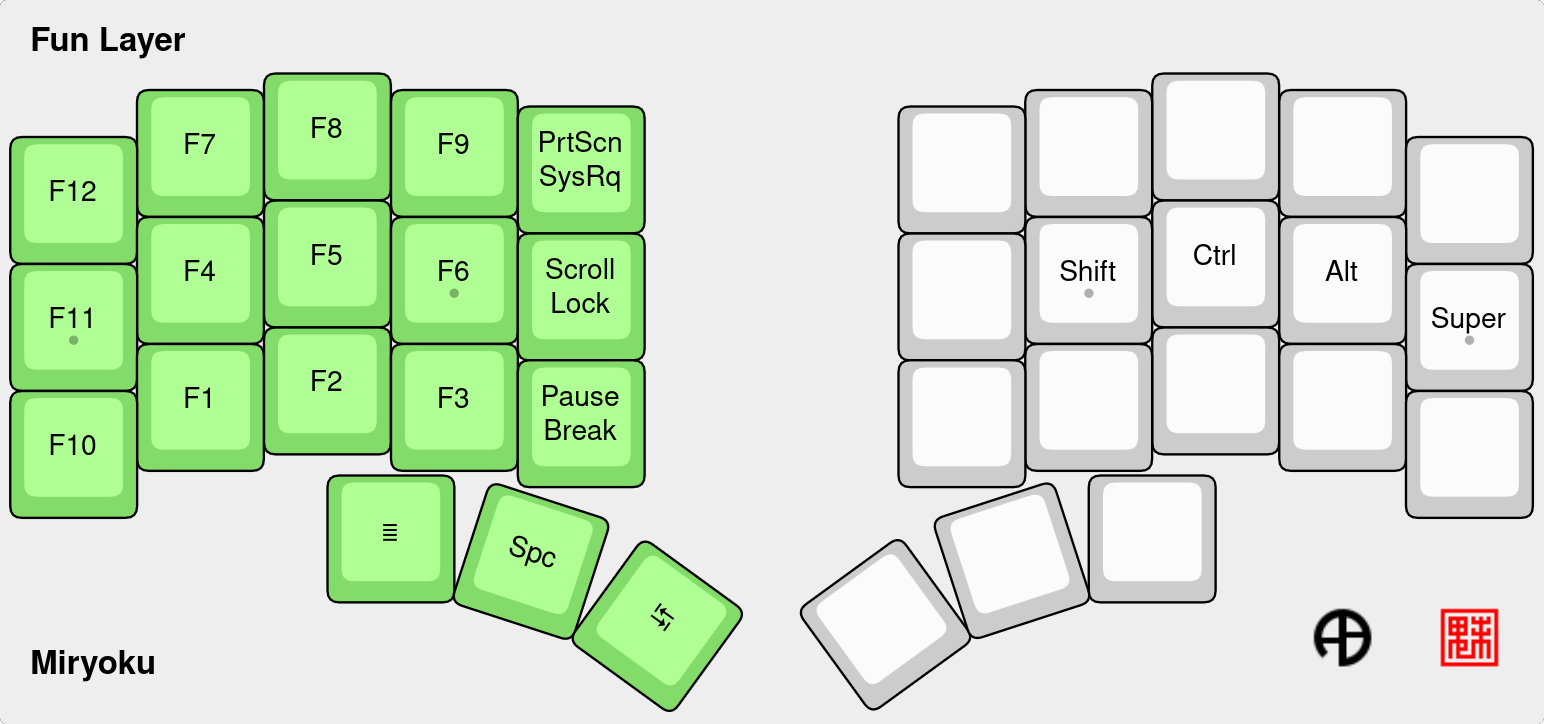 Fun Layer
F12
F7
F8
F9
PrtScn
SysRq
F11
F4
F5
F6
Scroll
Lock
F10
F1
F2
F3
Pause
Break
Spc
Shift
Ctrl
Alt
Super
Miryoku